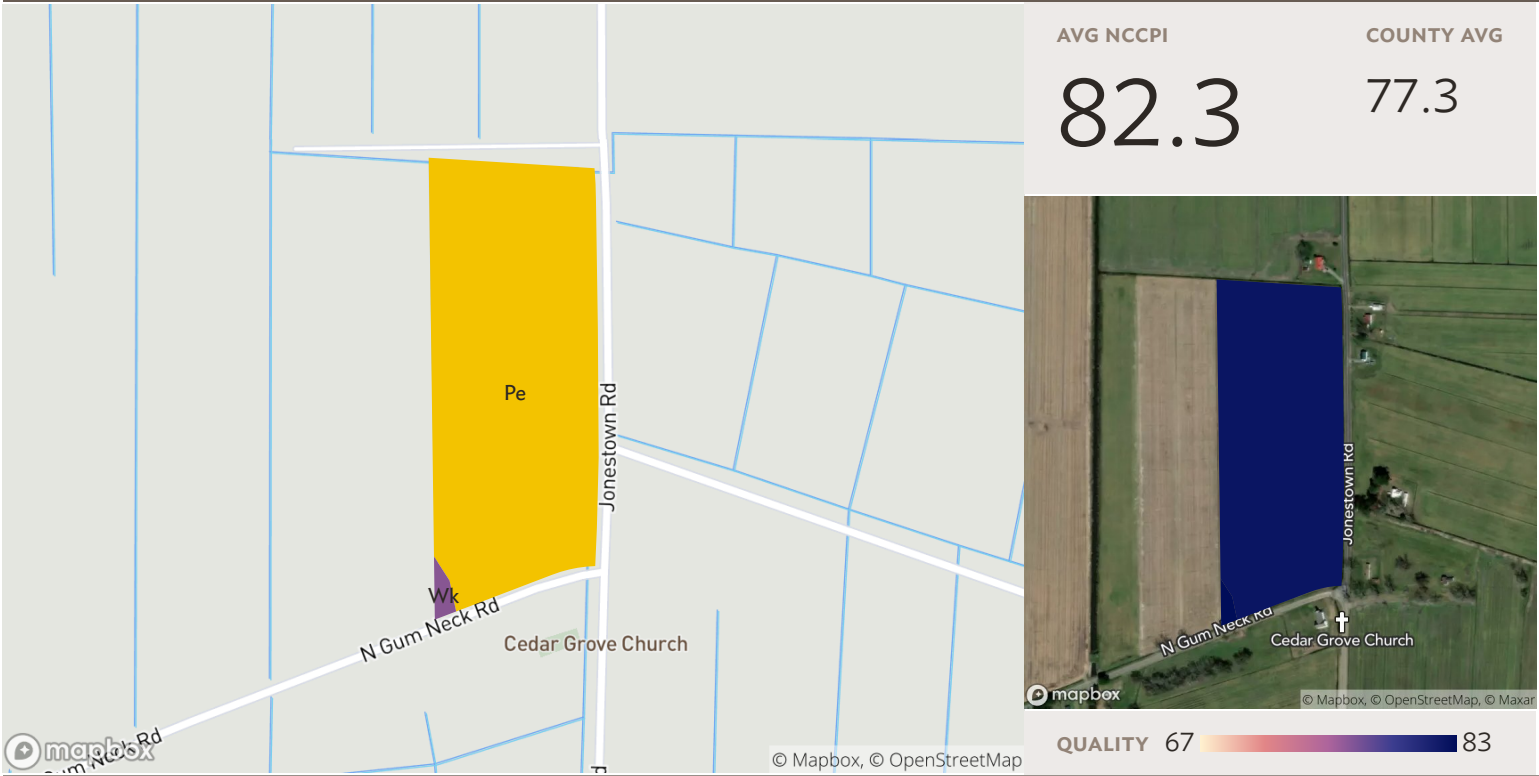 AVG NCCPI
82.3
COUNTY AVG
77.3
Pe
Jonestown Rd
Wk
N Gum Neck Rd
Cedar Grove Church
Gum Neck Rd
mapbox
© Mapbox, © OpenStreetMap
Jonestown Rd
N Gum Neck Rd
Cedar Grove Church
mapbox
© Mapbox, © OpenStreetMap, © Maxar
QUALITY 67 83